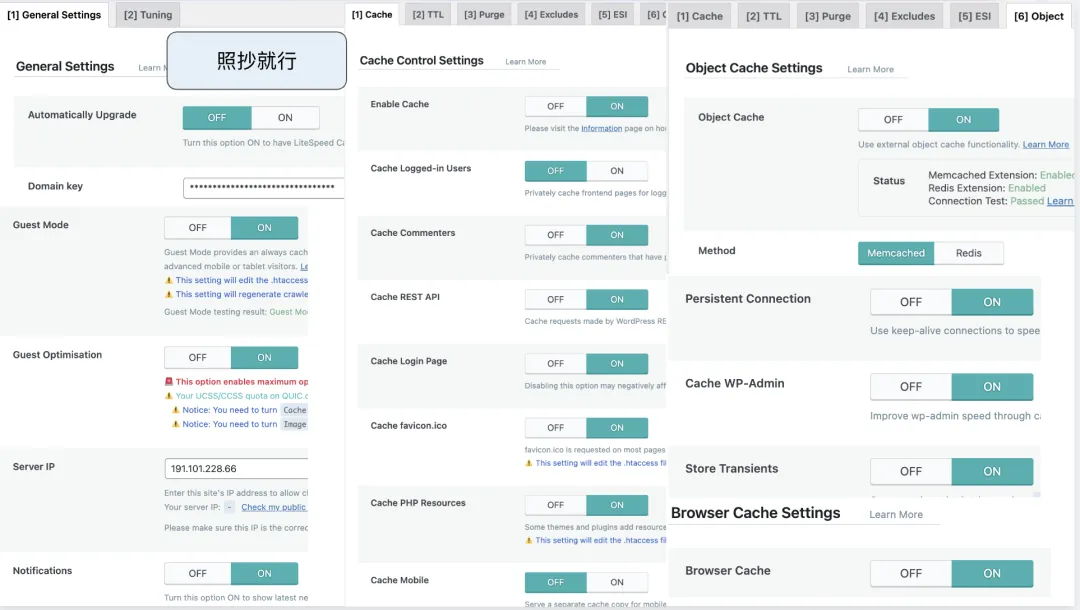 [1] General Settings
[2] Tuning
General Settings
Learn
照抄就行
Automatically Upgrade
OFF ON
Turn this option ON to have LiteSpeed Ca
Domain key
•••••••••••••••••••••••••••••••
Guest Mode
OFF ON
Guest Mode provides an always cach
advanced mobile or tablet visitors. Le
⚠️ This setting will edit the .htaccess
⚠️ This setting will regenerate crawle
Guest Mode testing result: Guest Mo
Guest Optimisation
OFF ON
🚨 This option enables maximum op
⚠️ Your UCSS/CCSS quota on QUIC.c
⚠️ Notice: You need to turn Cache
⚠️ Notice: You need to turn Image
Server IP
191.101.228.66
Enter this site's IP address to allow cl
Your server IP: - Check my public
Please make sure this IP is the correc
Notifications
OFF ON
Turn this option ON to show latest ne
[1] Cache
[2] TTL
[3] Purge
[4] Excludes
[5] ESI
[6] C
Cache Control Settings
Learn More
Enable Cache
OFF ON
Please visit the Information page on ho
Cache Logged-in Users
OFF ON
Privately cache frontend pages for logg
Cache Commenters
OFF ON
Privately cache commenters that have p
Cache REST API
OFF ON
Cache requests made by WordPress RE
Cache Login Page
OFF ON
Disabling this option may negatively aff
Cache favicon.ico
OFF ON
favicon.ico is requested on most pages
⚠️ This setting will edit the .htaccess fil
Cache PHP Resources
OFF ON
Some themes and plugins add resource
⚠️ This setting will edit the .htaccess fil
Cache Mobile
OFF ON
Serve a separate cache copy for mobile
[1] Cache
[2] TTL
[3] Purge
[4] Excludes
[5] ESI
[6] Object
Object Cache Settings
Learn More
Object Cache
OFF ON
Use external object cache functionality. Learn More
Status
Memcached Extension: Enabled
Redis Extension: Enabled
Connection Test: Passed Learn
Method
Memcached Redis
Persistent Connection
OFF ON
Use keep-alive connections to spee
Cache WP-Admin
OFF ON
Improve wp-admin speed through ca
Store Transients
OFF ON
Browser Cache Settings
Learn More
Browser Cache
OFF ON